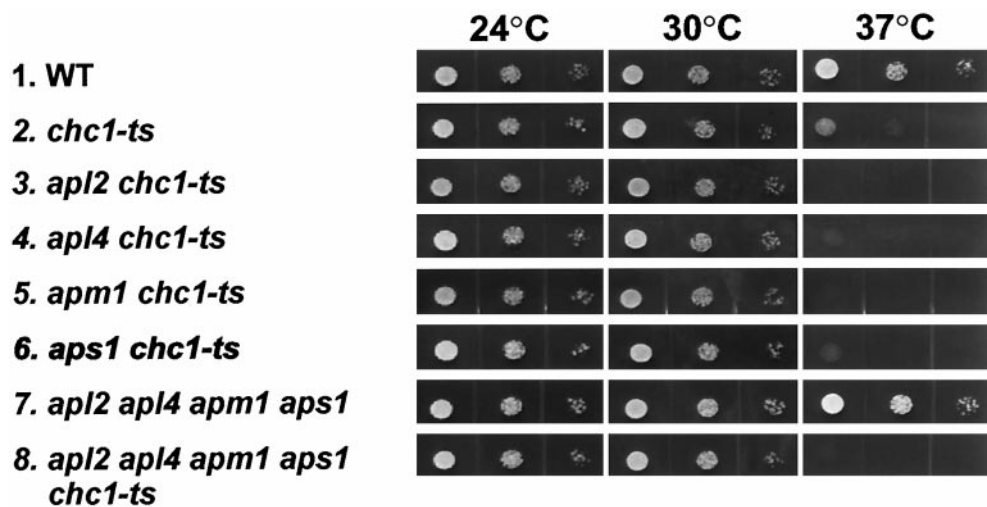 24°C 30°C 37°C
1. WT
2. chc1-ts
3. apl2 chc1-ts
4. apl4 chc1-ts
5. apm1 chc1-ts
6. aps1 chc1-ts
7. apl2 apl4 apm1 aps1
8. apl2 apl4 apm1 aps1
chc1-ts